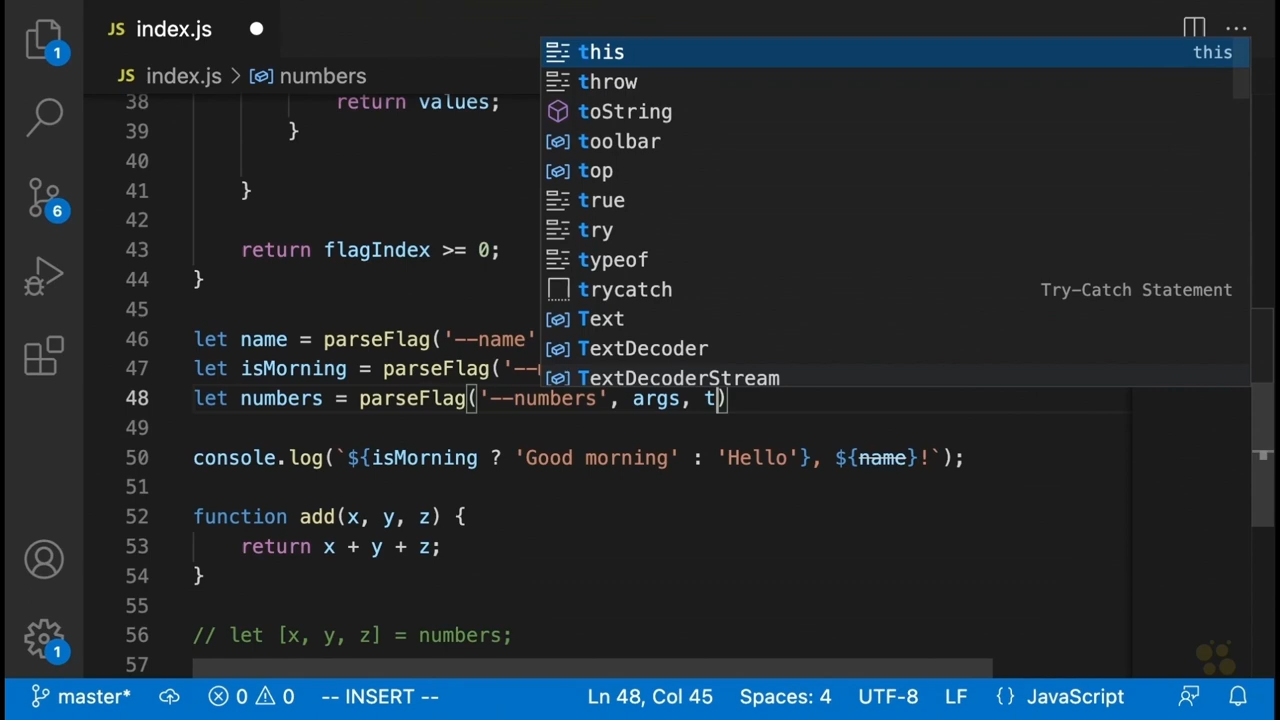 JS index.js
JS index.js > numbers
1
6
1
38 return values;
39 }
40
41 }
42
43 return flagIndex >= 0;
44 }
45
46 let name = parseFlag('--name'
47 let isMorning = parseFlag('--
48 let numbers = parseFlag('--numbers', args, t)
49
50 console.log(`${isMorning ? 'Good morning' : 'Hello'}, ${name}!`);
51
52 function add(x, y, z) {
53 return x + y + z;
54 }
55
56 // let [x, y, z] = numbers;
57
this this
throw
toString
toolbar
top
true
try
typeof
trycatch Try-Catch Statement
Text
TextDecoder
TextDecoderStream
master* 0 0 -- INSERT -- Ln 48, Col 45 Spaces: 4 UTF-8 LF {} JavaScript